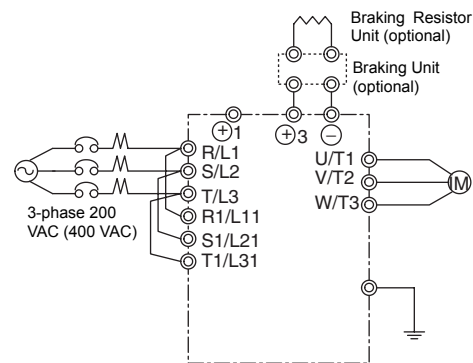 Braking Resistor
Unit (optional)
Braking Unit
(optional)
+1
+3
−
R/L1
S/L2
T/L3
R1/L11
S1/L21
T1/L31
3-phase 200
VAC (400 VAC)
U/T1
V/T2
W/T3
M